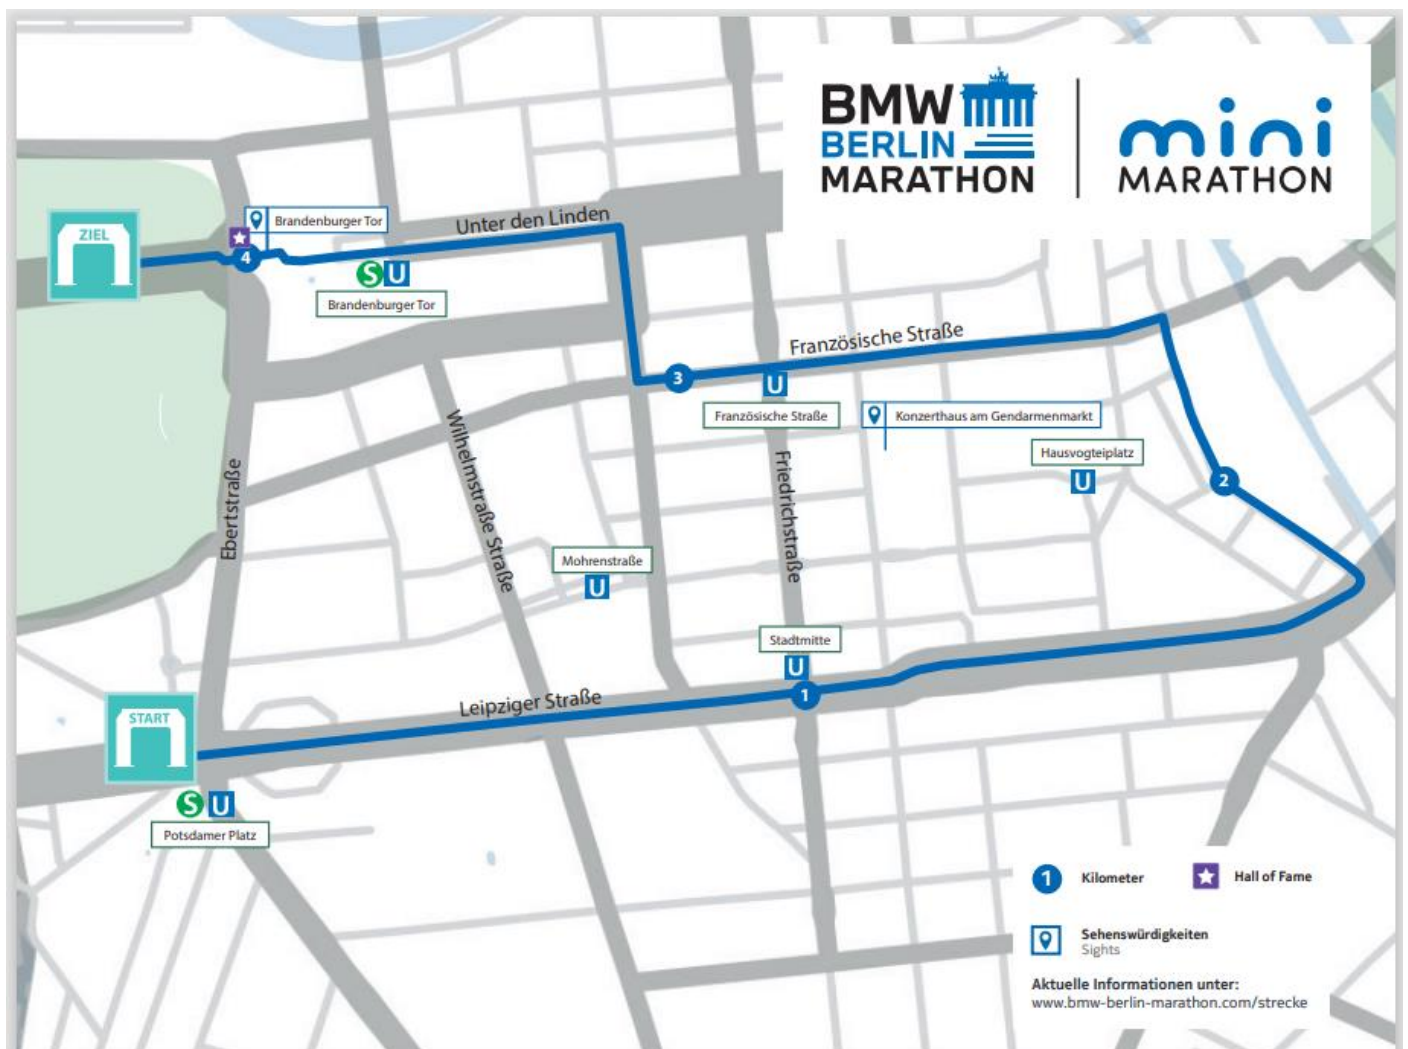 BMW
BERLIN
MARATHON
mini
MARATHON
ZIEL
Brandenburger Tor
4
Unter den Linden
S U
Brandenburger Tor
Französische Straße
3
U
Französische Straße
Konzerthaus am Gendarmenmarkt
Hausvogteiplatz
U
2
Wilhelmstraße Straße
Friedrichstraße
Ebertstraße
Mohrenstraße
U
Stadtmitte
U
1
Leipziger Straße
START
S U
Potsdamer Platz
1 Kilometer
Hall of Fame
Sehenswürdigkeiten
Sights
Aktuelle Informationen unter:
www.bmw-berlin-marathon.com/strecke